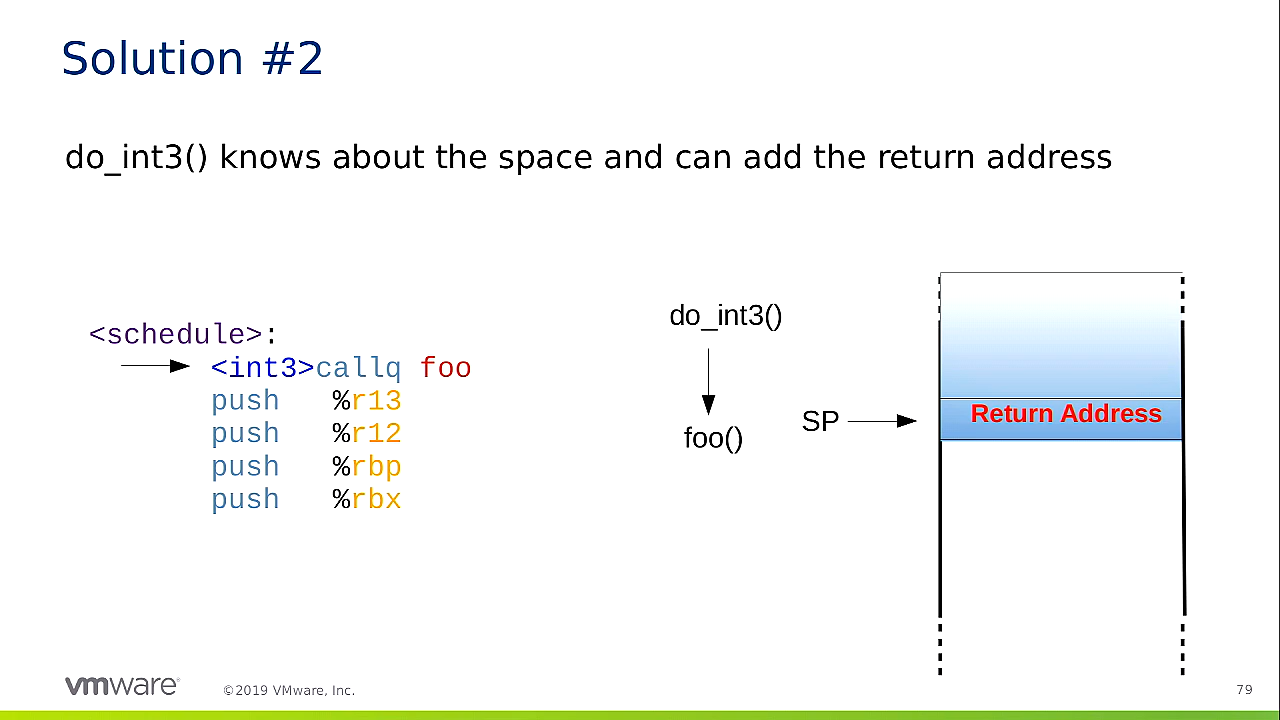 Solution #2
do_int3() knows about the space and can add the return address
<schedule>:
<int3>callq foo
push %r13
push %r12
push %rbp
push %rbx
do_int3()
foo()
SP
Return Address
vmware
©2019 VMware, Inc.
79